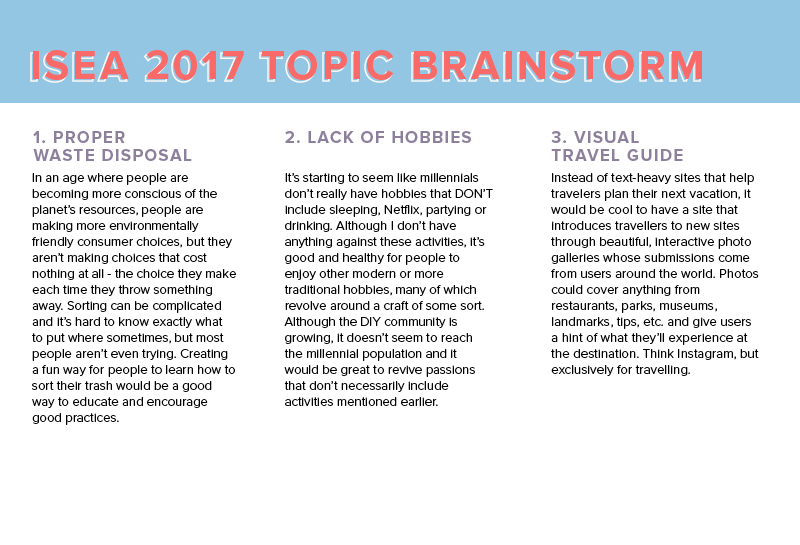 ISEA 2017 TOPIC BRAINSTORM
1. PROPER
WASTE DISPOSAL
In an age where people are
becoming more conscious of the
planet’s resources, people are
making more environmentally
friendly consumer choices, but they
aren’t making choices that cost
nothing at all - the choice they make
each time they throw something
away. Sorting can be complicated
and it’s hard to know exactly what
to put where sometimes, but most
people aren’t even trying. Creating
a fun way for people to learn how to
sort their trash would be a good
way to educate and encourage
good practices.
2. LACK OF HOBBIES
It’s starting to seem like millennials
don’t really have hobbies that DON’T
include sleeping, Netflix, partying or
drinking. Although I don’t have
anything against these activities, it’s
good and healthy for people to
enjoy other modern or more
traditional hobbies, many of which
revolve around a craft of some sort.
Although the DIY community is
growing, it doesn’t seem to reach
the millennial population and it
would be great to revive passions
that don’t necessarily include
activities mentioned earlier.
3. VISUAL
TRAVEL GUIDE
Instead of text-heavy sites that help
travelers plan their next vacation, it
would be cool to have a site that
introduces travellers to new sites
through beautiful, interactive photo
galleries whose submissions come
from users around the world. Photos
could cover anything from
restaurants, parks, museums,
landmarks, tips, etc. and give users
a hint of what they’ll experience at
the destination. Think Instagram, but
exclusively for travelling.